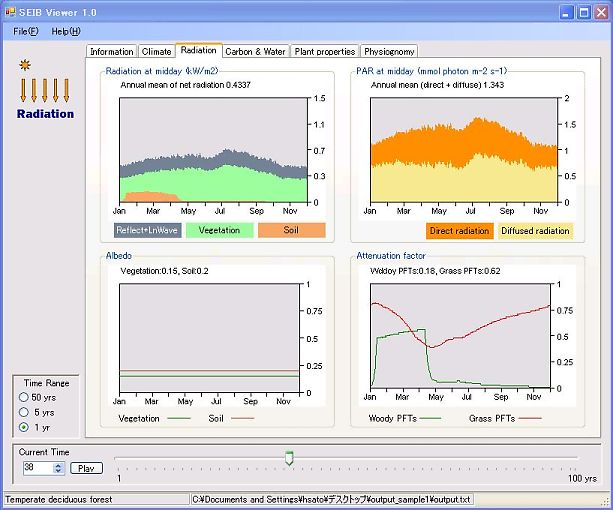 SEIB Viewer 1.0
File(F) Help(H)
Information Climate Radiation Carbon & Water Plant properties Physiognomy
Radiation
Radiation at midday (kW/m2)
Annual mean of net radiation 0.4337
1.5
1.1
0.7
0.3
0
Jan Mar May Jul Sep Nov
Reflect+LnWave Vegetation Soil
PAR at midday (mmol photon m-2 s-1)
Annual mean (direct + diffuse) 1.343
2
1.5
1
0.5
0
Jan Mar May Jul Sep Nov
Direct radiation Diffused radiation
Albedo
Vegetation:0.15, Soil:0.2
1
0.75
0.5
0.25
0
Jan Mar May Jul Sep Nov
Vegetation Soil
Attenuation factor
Woody PFTs:0.18, Grass PFTs:0.62
1
0.75
0.5
0.25
0
Jan Mar May Jul Sep Nov
Woody PFTs Grass PFTs
Time Range
50 yrs
5 yrs
1 yr
Current Time
38 Play
1 100 yrs
Temperate deciduous forest C:¥Documents and Settings¥hsato¥デスクトップ¥output_sample1¥output.txt